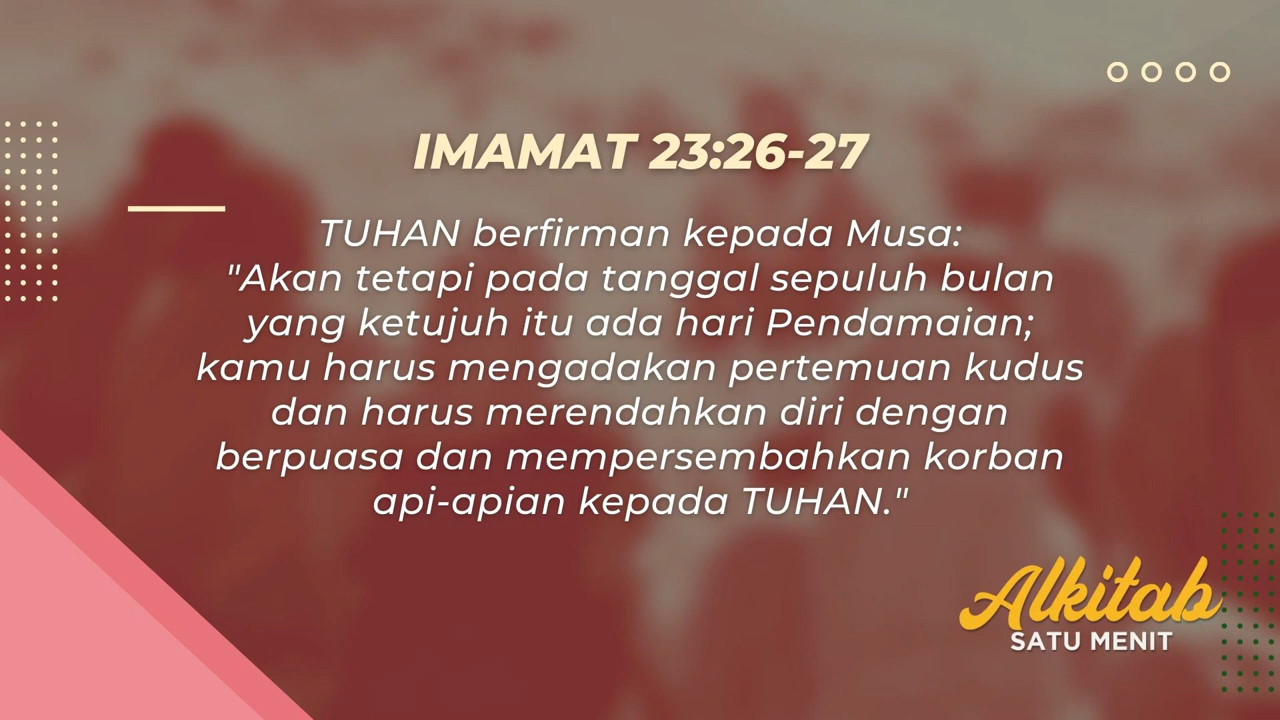 IMAMAT 23:26-27
TUHAN berfirman kepada Musa:
"Akan tetapi pada tanggal sepuluh bulan
yang ketujuh itu ada hari Pendamaian;
kamu harus mengadakan pertemuan kudus
dan harus merendahkan diri dengan
berpuasa dan mempersembahkan korban
api-apian kepada TUHAN."
Alkitab
SATU MENIT